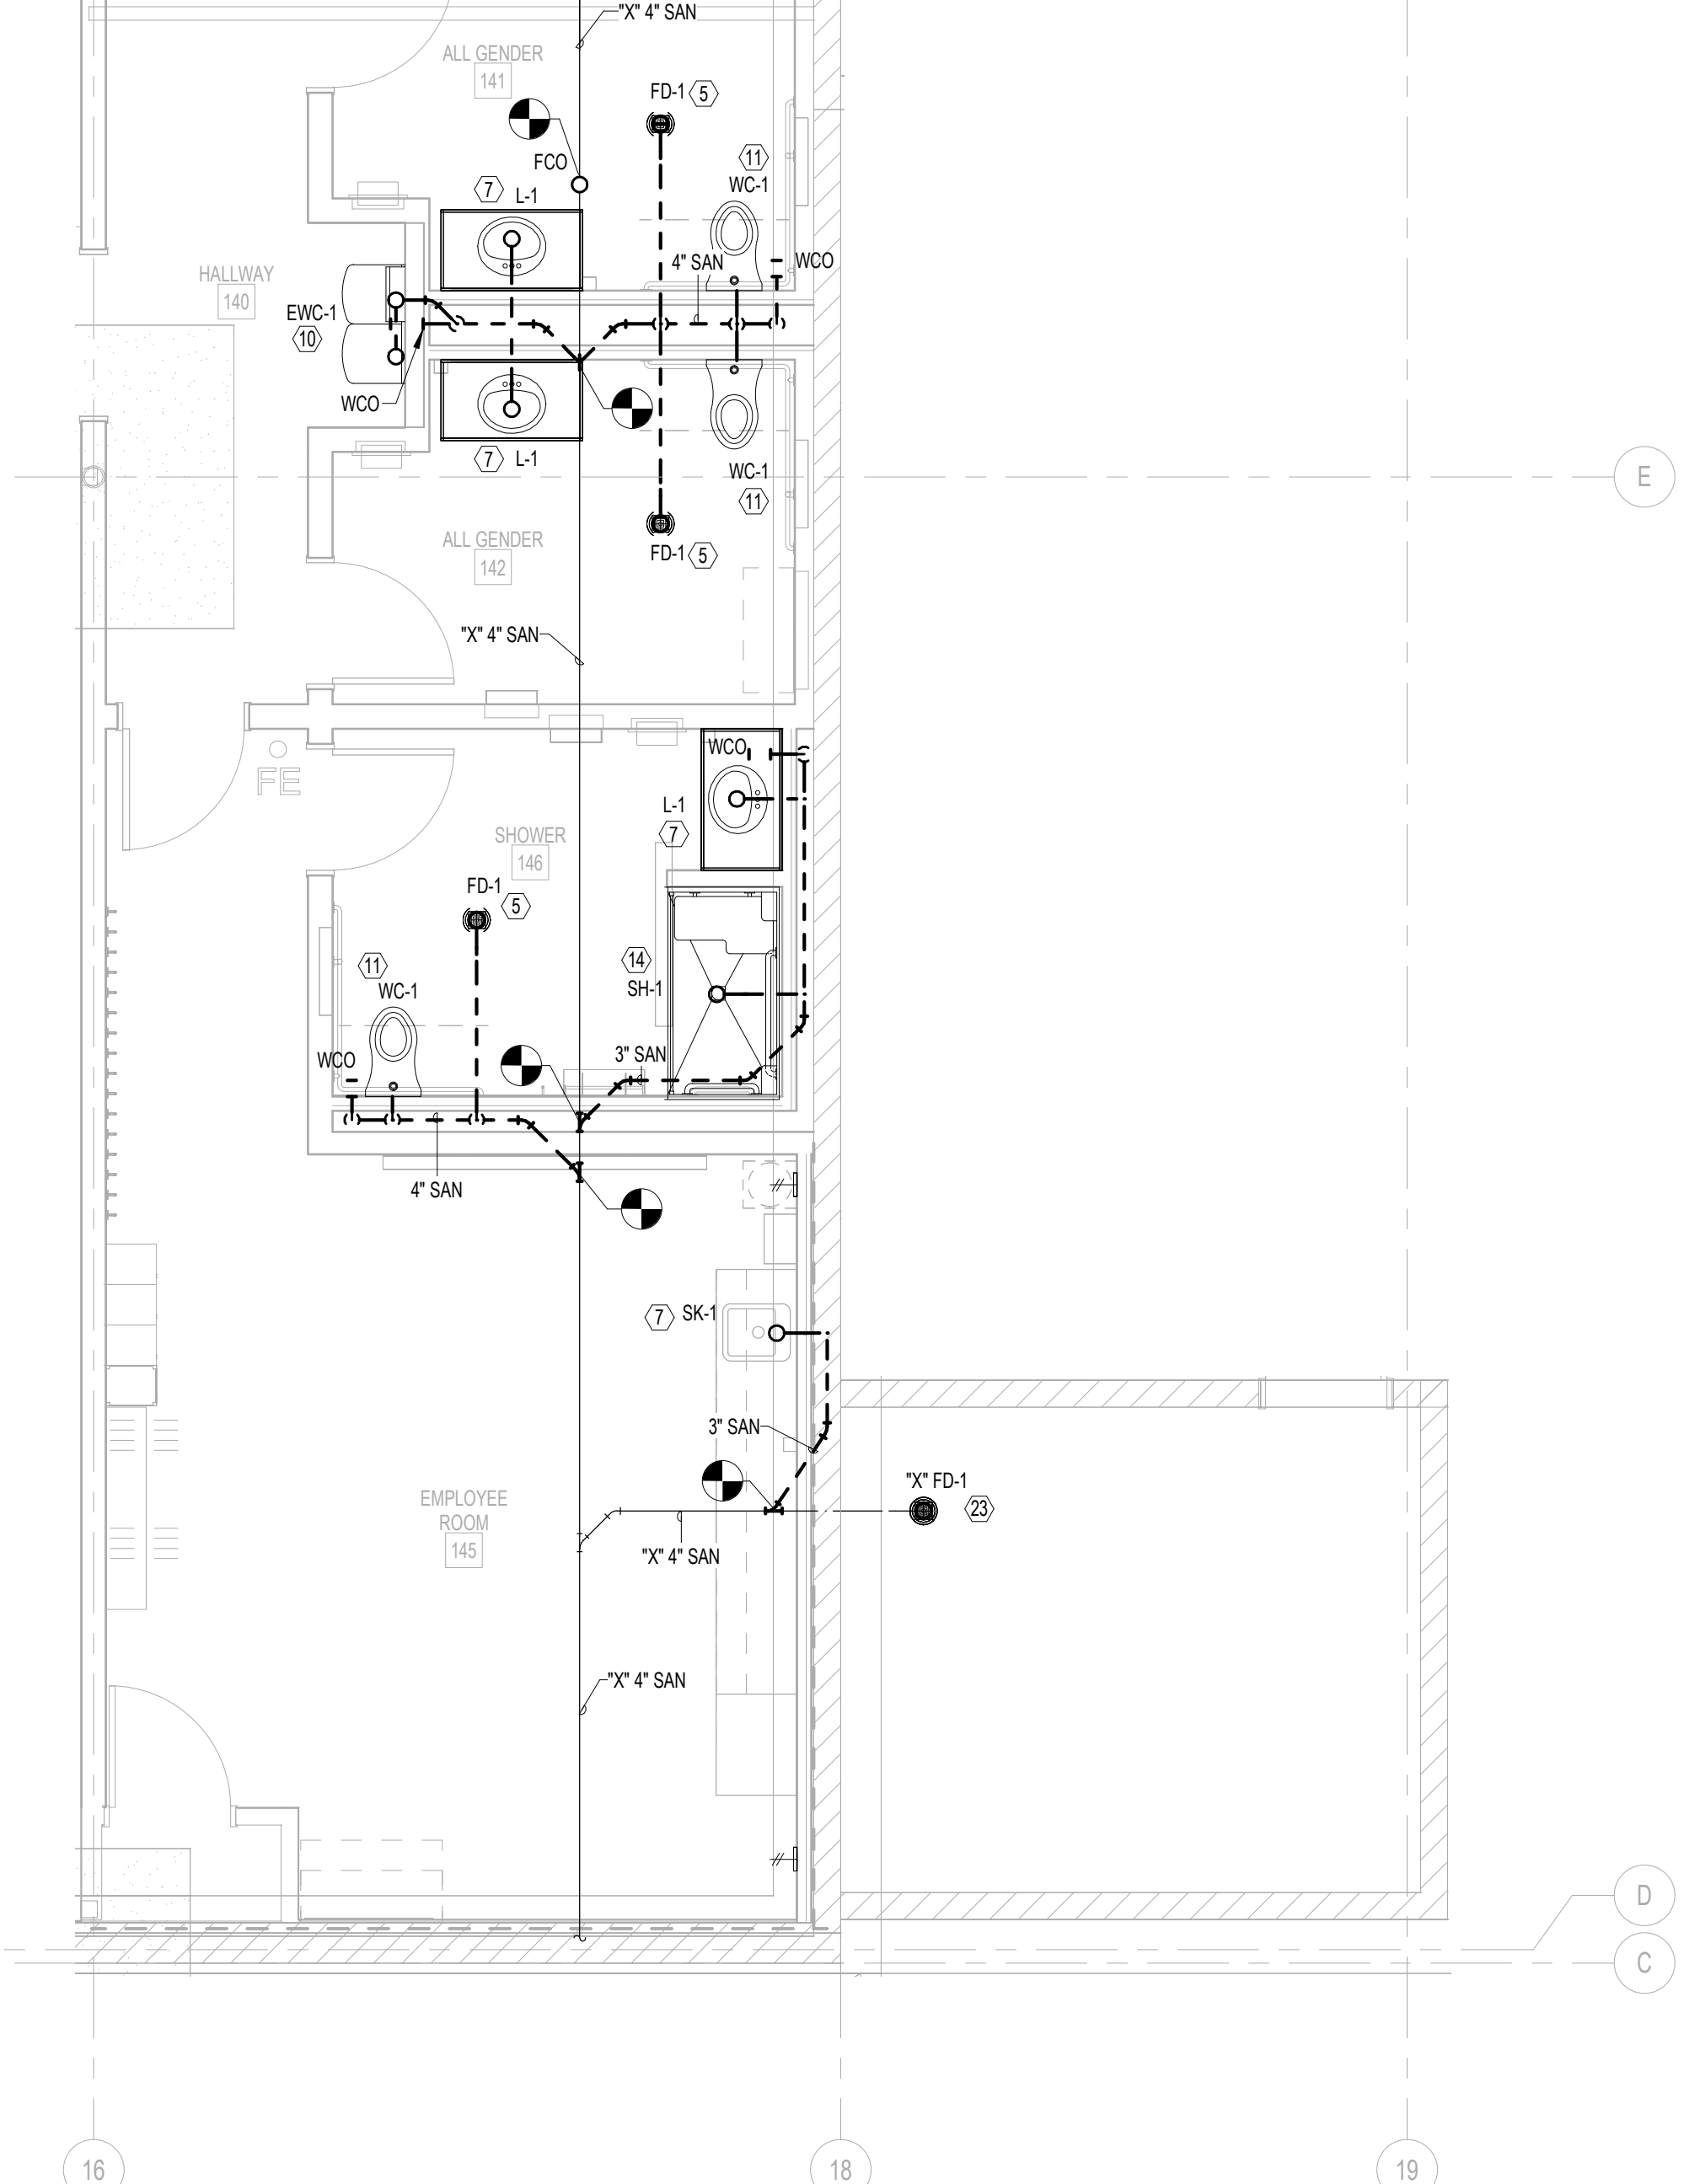 "X" 4" SAN
ALL GENDER
141
FD-1 5
FCO
11
WC-1
7 L-1
4" SAN
WCO
HALLWAY
140
EWC-1
10
WCO
7 L-1
WC-1
11
E
ALL GENDER
142
FD-1 5
"X" 4" SAN
WCO
FE
L-1
7
SHOWER
146
FD-1
5
14
SH-1
11
WC-1
WCO
3" SAN
4" SAN
7 SK-1
3" SAN
"X" FD-1
23
EMPLOYEE
ROOM
145
"X" 4" SAN
"X" 4" SAN
D
C
16
18
19